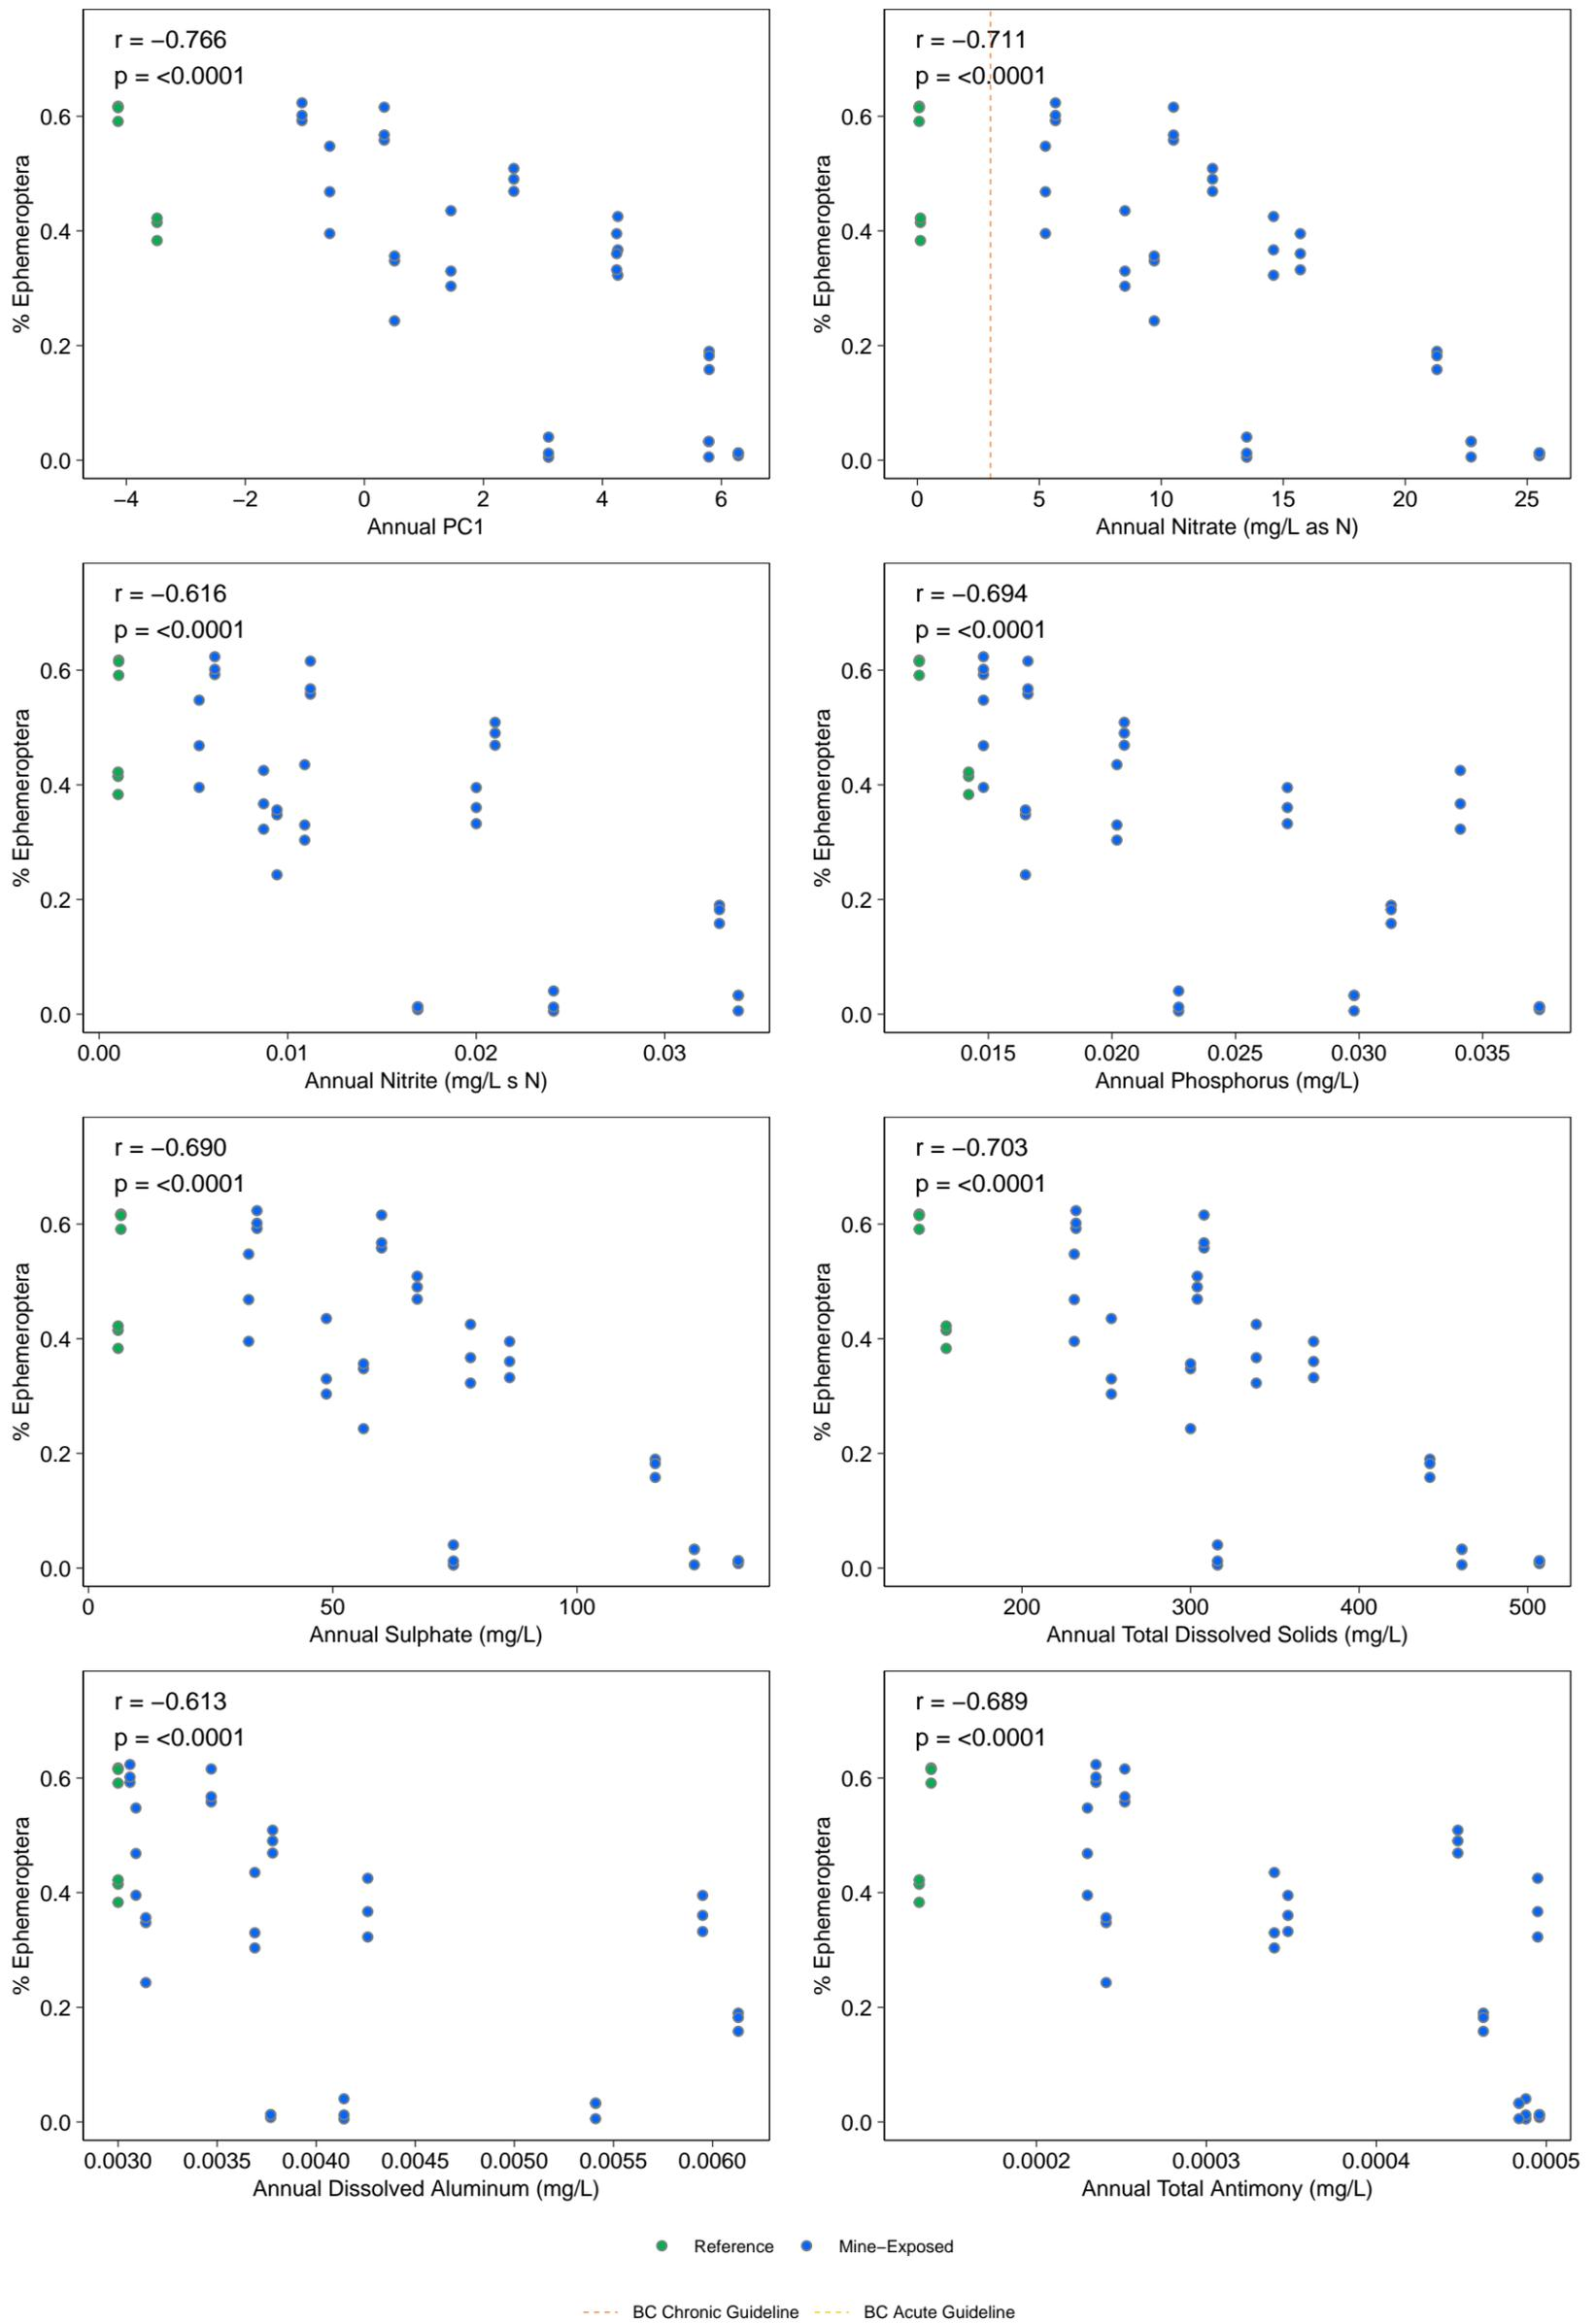 r = −0.766
p = <0.0001
% Ephemeroptera
0.6
0.4
0.2
0.0
−4 −2 0 2 4 6
Annual PC1
r = −0.711
p = <0.0001
% Ephemeroptera
0.6
0.4
0.2
0.0
0 5 10 15 20 25
Annual Nitrate (mg/L as N)
r = −0.616
p = <0.0001
% Ephemeroptera
0.6
0.4
0.2
0.0
0.00 0.01 0.02 0.03
Annual Nitrite (mg/L s N)
r = −0.694
p = <0.0001
% Ephemeroptera
0.6
0.4
0.2
0.0
0.015 0.020 0.025 0.030 0.035
Annual Phosphorus (mg/L)
r = −0.690
p = <0.0001
% Ephemeroptera
0.6
0.4
0.2
0.0
0 50 100
Annual Sulphate (mg/L)
r = −0.703
p = <0.0001
% Ephemeroptera
0.6
0.4
0.2
0.0
200 300 400 500
Annual Total Dissolved Solids (mg/L)
r = −0.613
p = <0.0001
% Ephemeroptera
0.6
0.4
0.2
0.0
0.0030 0.0035 0.0040 0.0045 0.0050 0.0055 0.0060
Annual Dissolved Aluminum (mg/L)
r = −0.689
p = <0.0001
% Ephemeroptera
0.6
0.4
0.2
0.0
0.0002 0.0003 0.0004 0.0005
Annual Total Antimony (mg/L)
Reference Mine−Exposed
BC Chronic Guideline BC Acute Guideline